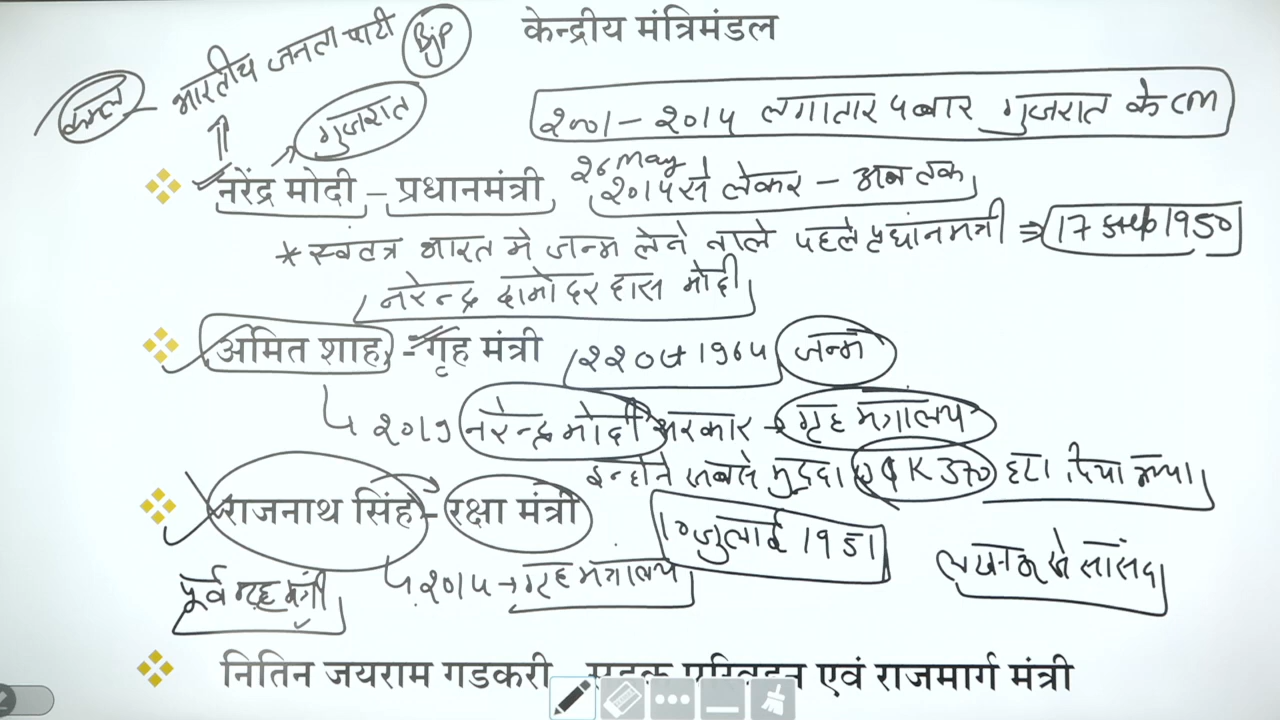 केन्द्रीय मंत्रिमंडल
कमल – भारतीय जनता पार्टी BJP
गुजरात
2001 – 2014 लगातार 4 बार गुजरात के CM
❖ नरेंद्र मोदी – प्रधानमंत्री 26 May 2014 से लेकर – अब तक
* स्वंतत्र भारत मे जन्म लेने वाले पहले प्रधानमंत्री ⇒ 17 Sep 1950
नरेन्द्र दामोदर दास मोदी
❖ अमित शाह - गृह मंत्री 22 Oct 1964 जन्म
2019 नरेन्द्र मोदी सरकार → गृह मंत्रालय
इन्होने सबसे मुद्दा J&K 370 हटा दिया गया
❖ राजनाथ सिंह - रक्षा मंत्री 10 जुलाई 1951
पूर्व गृह मंत्री 2014 → गृह मंत्रालय लखनऊ से सांसद
❖ नितिन जयराम गडकरी सड़क परिवहन एवं राजमार्ग मंत्री